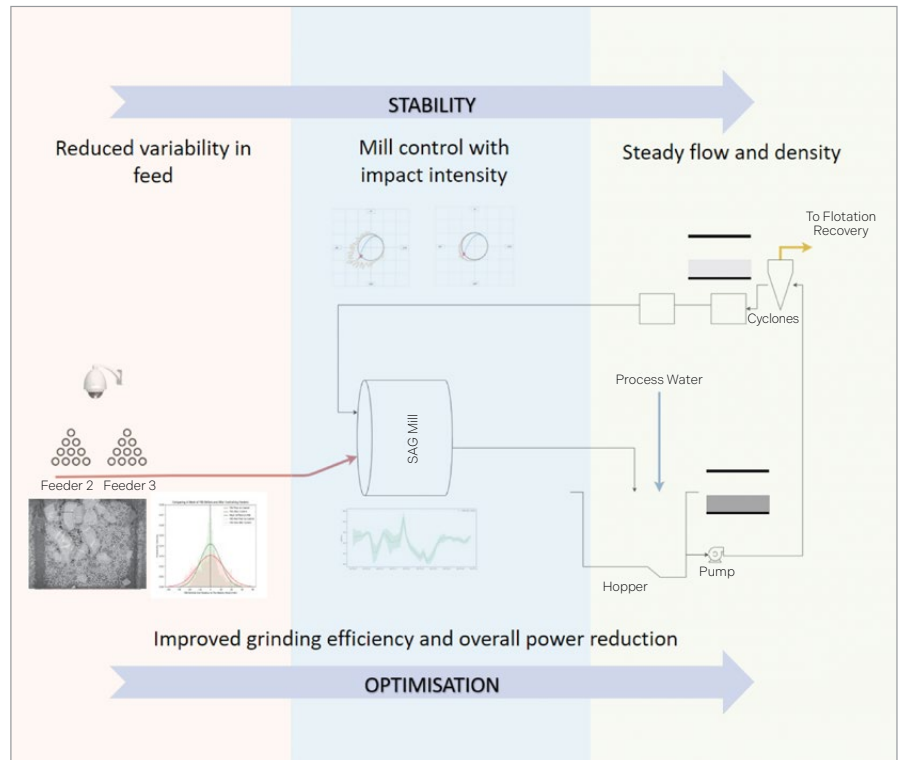 STABILITY
Reduced variability in
feed
Mill control with
impact intensity
Steady flow and density
To Flotation
Recovery
Cyclones
Process Water
SAG Mill
Feeder 2 Feeder 3
Hopper
Pump
Improved grinding efficiency and overall power reduction
OPTIMISATION